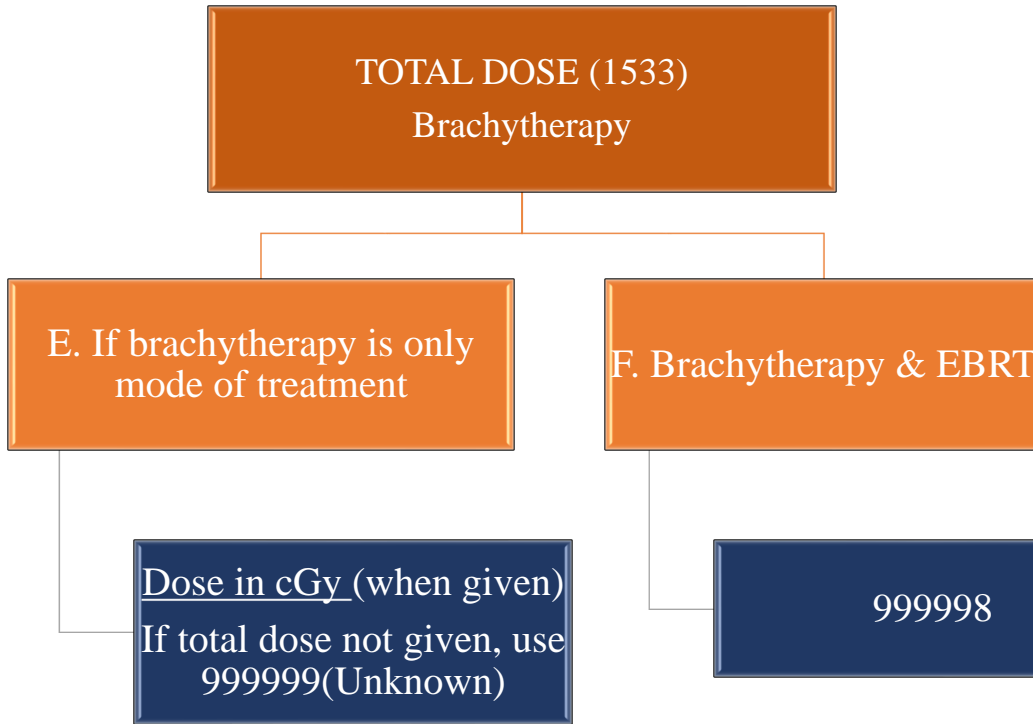 TOTAL DOSE (1533)
Brachytherapy
E. If brachytherapy is only
mode of treatment
F. Brachytherapy & EBRT
Dose in cGy (when given)
If total dose not given, use
999999(Unknown)
999998